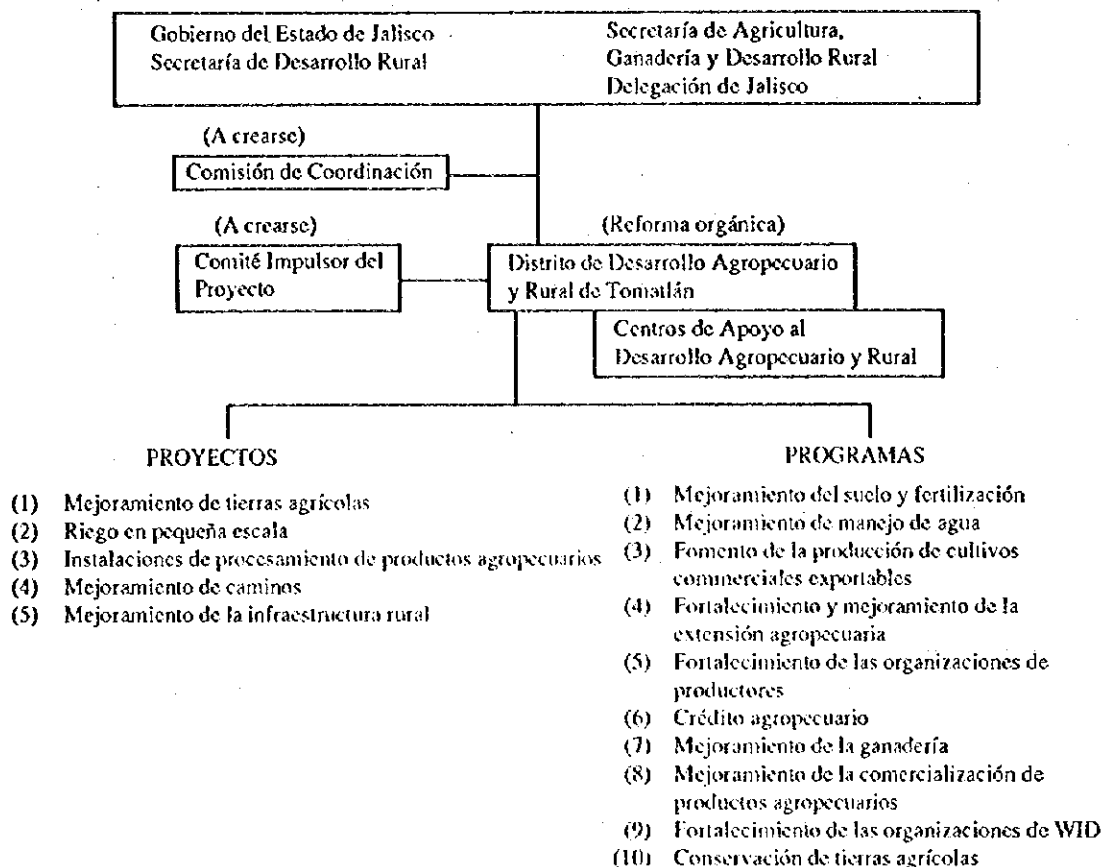 Gobierno del Estado de Jalisco
Secretaría de Desarrollo Rural
Secretaría de Agricultura,
Ganadería y Desarrollo Rural
Delegación de Jalisco
(A crearse)
Comisión de Coordinación
(A crearse)
Comité Impulsor del
Proyecto
(Reforma orgánica)
Distrito de Desarrollo Agropecuario
y Rural de Tomatlán
Centros de Apoyo al
Desarrollo Agropecuario y Rural
PROYECTOS
(1) Mejoramiento de tierras agrícolas
(2) Riego en pequeña escala
(3) Instalaciones de procesamiento de productos agropecuarios
(4) Mejoramiento de caminos
(5) Mejoramiento de la infraestructura rural
PROGRAMAS
(1) Mejoramiento del suelo y fertilización
(2) Mejoramiento de manejo de agua
(3) Fomento de la producción de cultivos
commerciales exportables
(4) Fortalecimiento y mejoramiento de la
extensión agropecuaria
(5) Fortalecimiento de las organizaciones de
productores
(6) Crédito agropecuario
(7) Mejoramiento de la ganadería
(8) Mejoramiento de la comercialización de
productos agropecuarios
(9) Fortalecimiento de las organizaciones de WID
(10) Conservación de tierras agrícolas